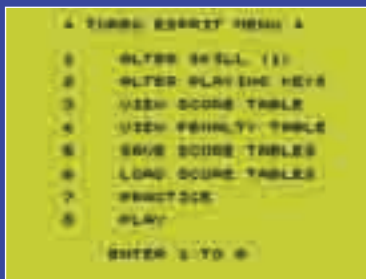 * TURBO ESPRIT MENU *
1 ALTER SKILL (1)
2 ALTER PLAYING KEYS
3 VIEW SCORE TABLE
4 VIEW PENALTY TABLE
5 SAVE SCORE TABLES
6 LOAD SCORE TABLES
7 PRACTICE
8 PLAY
ENTER 1 TO 8